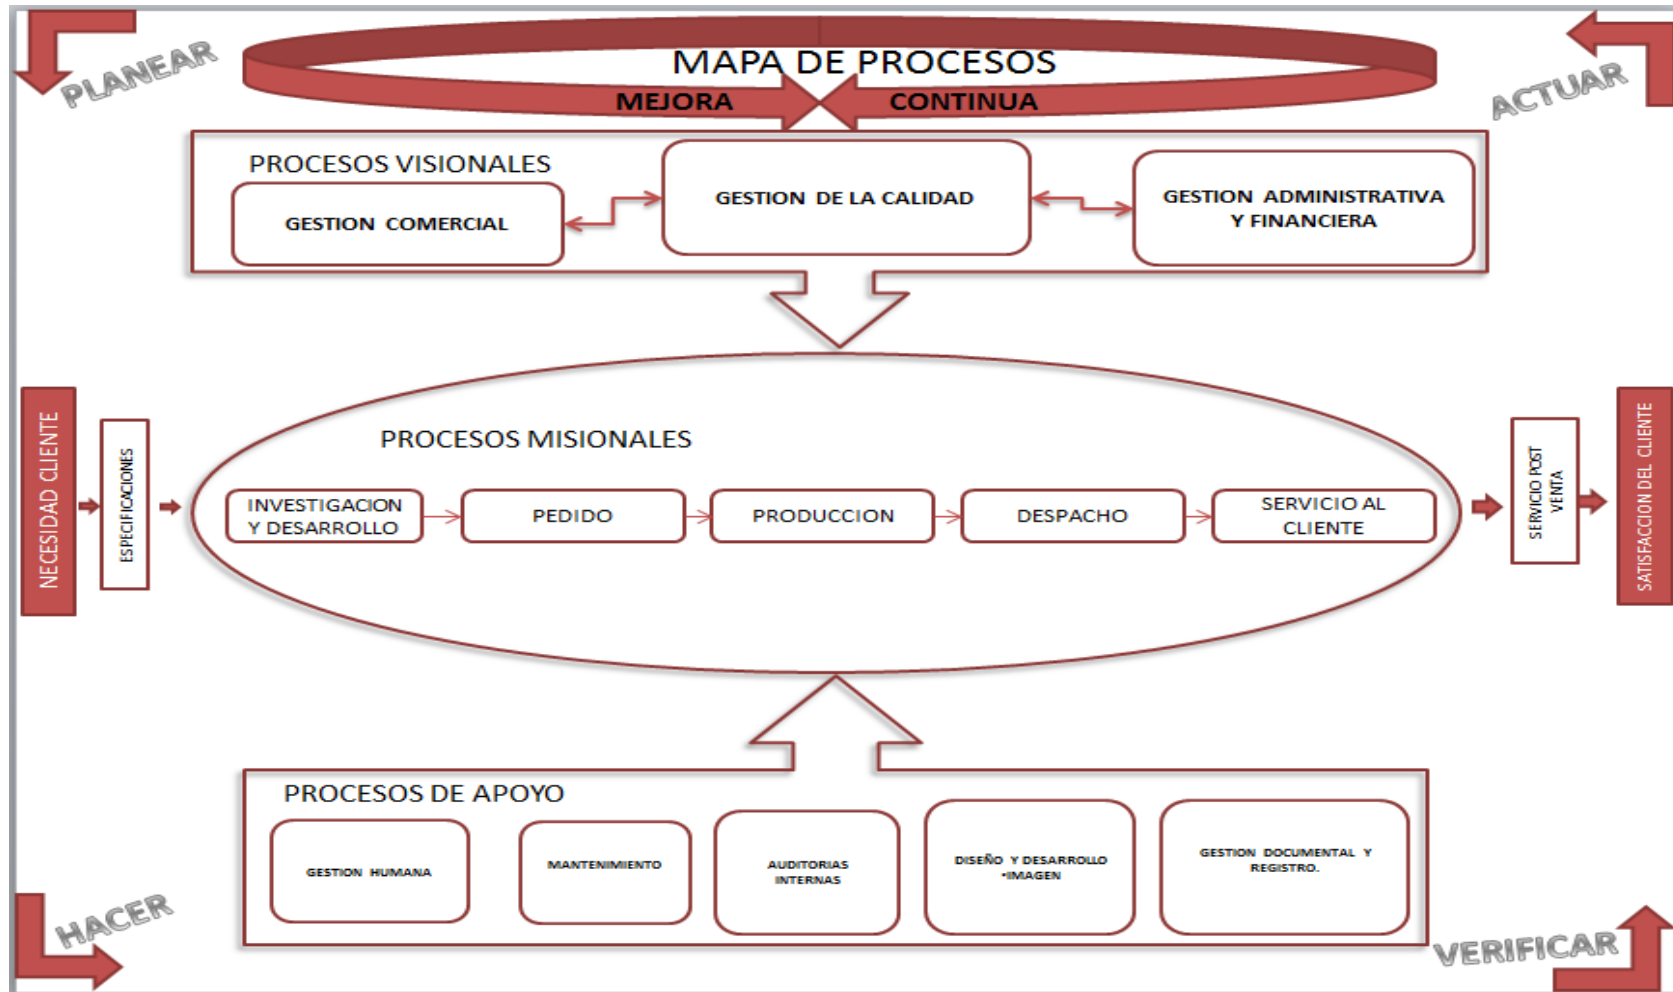 PLANEAR
MAPA DE PROCESOS
ACTUAR
MEJORA CONTINUA
PROCESOS VISIONALES
GESTION COMERCIAL
GESTION DE LA CALIDAD
GESTION ADMINISTRATIVA
Y FINANCIERA
NECESIDAD CLIENTE
ESPECIFICACIONES
PROCESOS MISIONALES
INVESTIGACION
Y DESARROLLO
PEDIDO
PRODUCCION
DESPACHO
SERVICIO AL
CLIENTE
SERVICIO POST
VENTA
SATISFACCION DEL CLIENTE
PROCESOS DE APOYO
GESTION HUMANA
MANTENIMIENTO
AUDITORIAS
INTERNAS
DISEÑO Y DESARROLLO
•IMAGEN
GESTION DOCUMENTAL Y
REGISTRO.
HACER
VERIFICAR